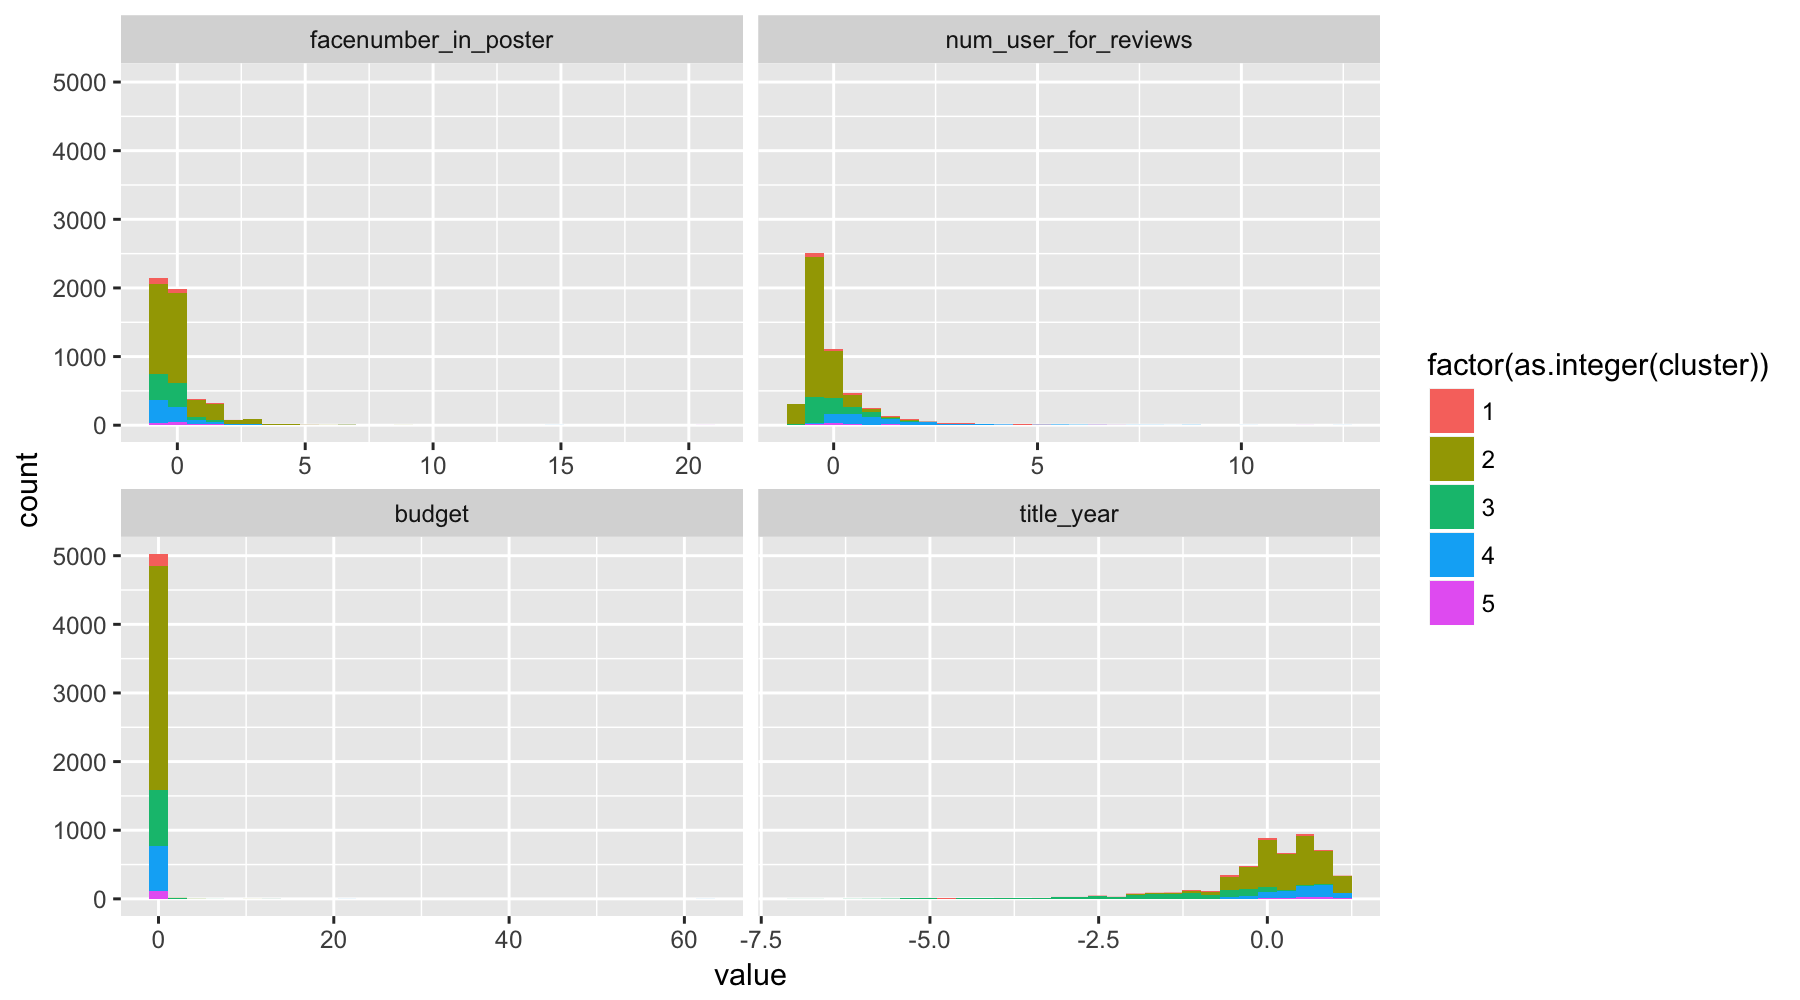 facenumber_in_poster
num_user_for_reviews
5000
4000
3000
2000
1000
0
0 5 10 15 20
0 5 10
count
budget
title_year
5000
4000
3000
2000
1000
0
0 20 40 60
-7.5 -5.0 -2.5 0.0
value
factor(as.integer(cluster))
1
2
3
4
5